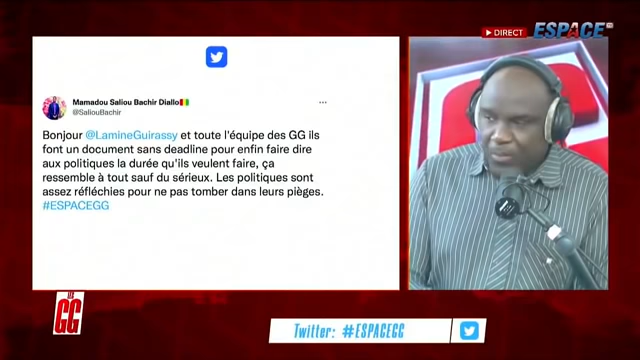 DIRECT
ESPACE
Mamadou Saliou Bachir Diallo
@SaliouBachir
Bonjour @LamineGuirassy et toute l'équipe des GG ils
font un document sans deadline pour enfin faire dire
aux politiques la durée qu'ils veulent faire, ça
ressemble à tout sauf du sérieux. Les politiques sont
assez réfléchies pour ne pas tomber dans leurs pièges.
#ESPACEGG
LES
GG
Twitter: #ESPACEGG